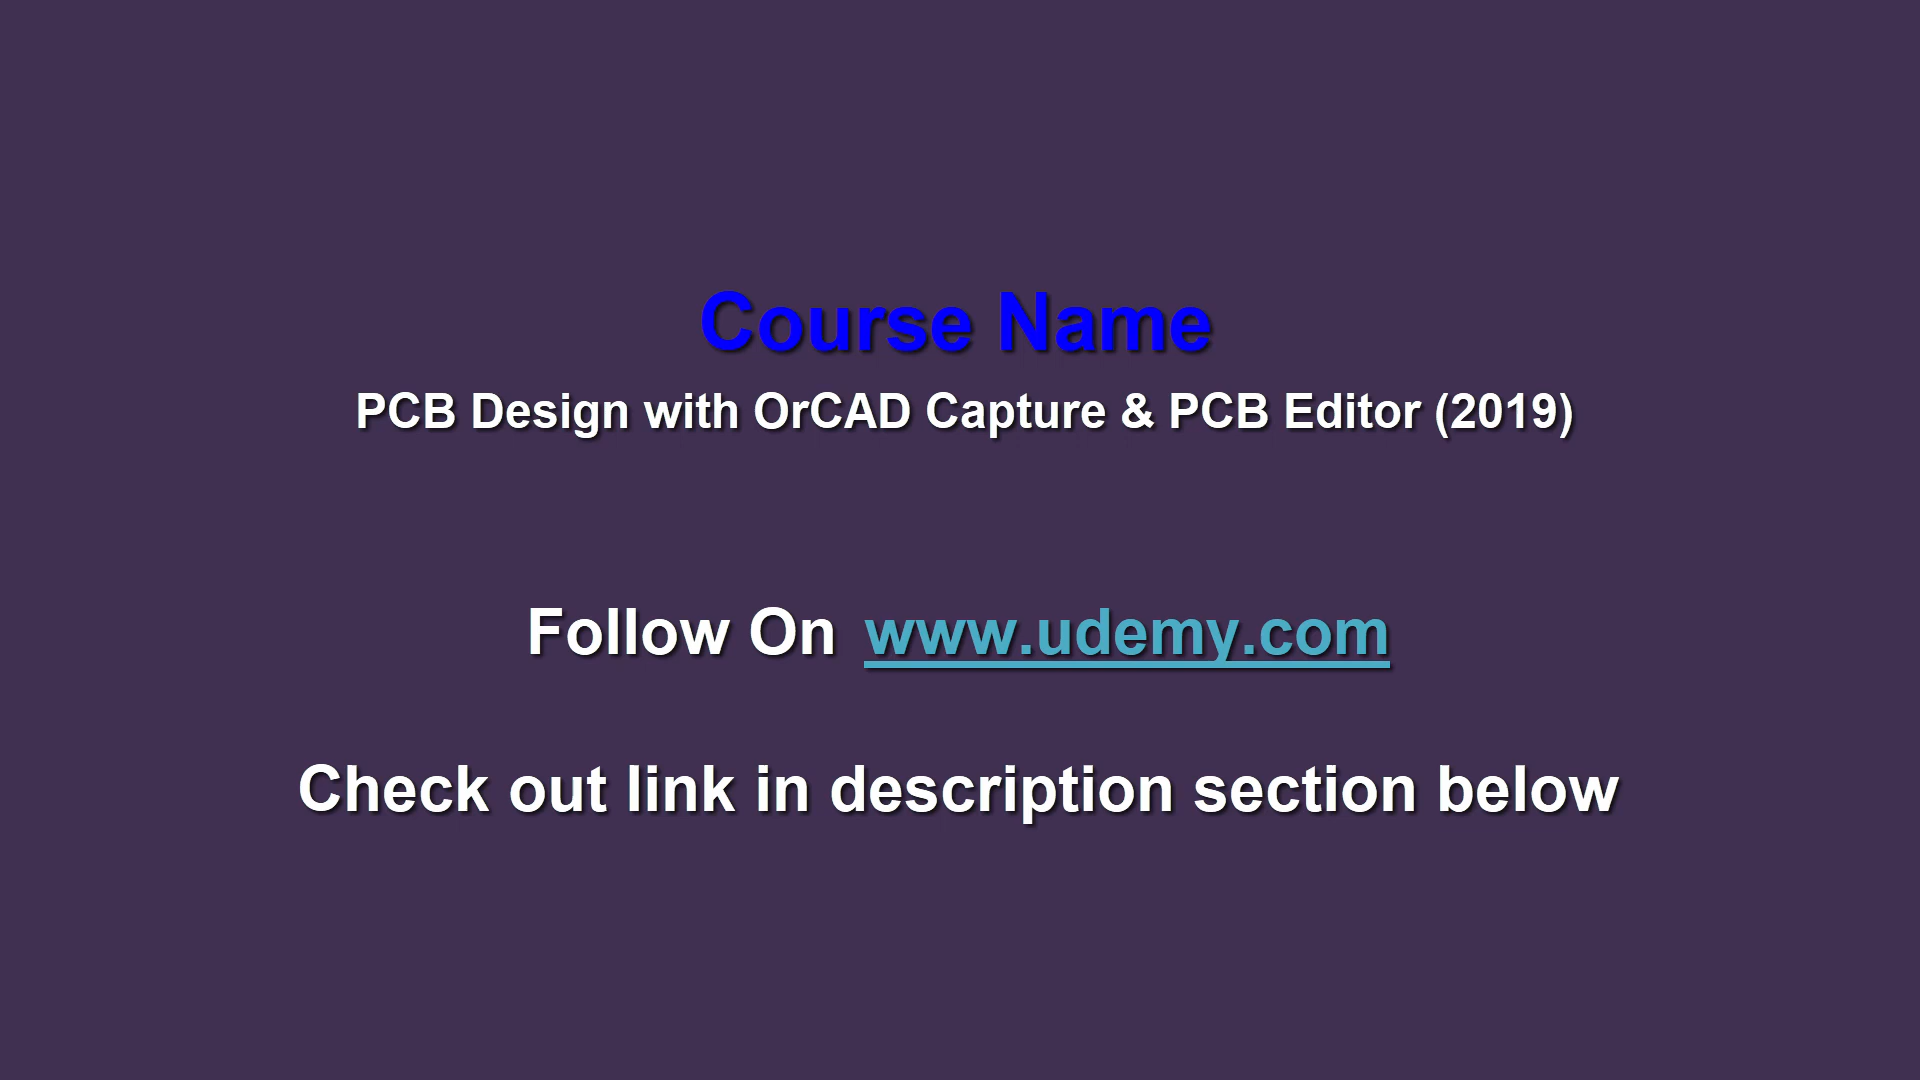 Course Name
PCB Design with OrCAD Capture & PCB Editor (2019)
Follow On www.udemy.com
Check out link in description section below